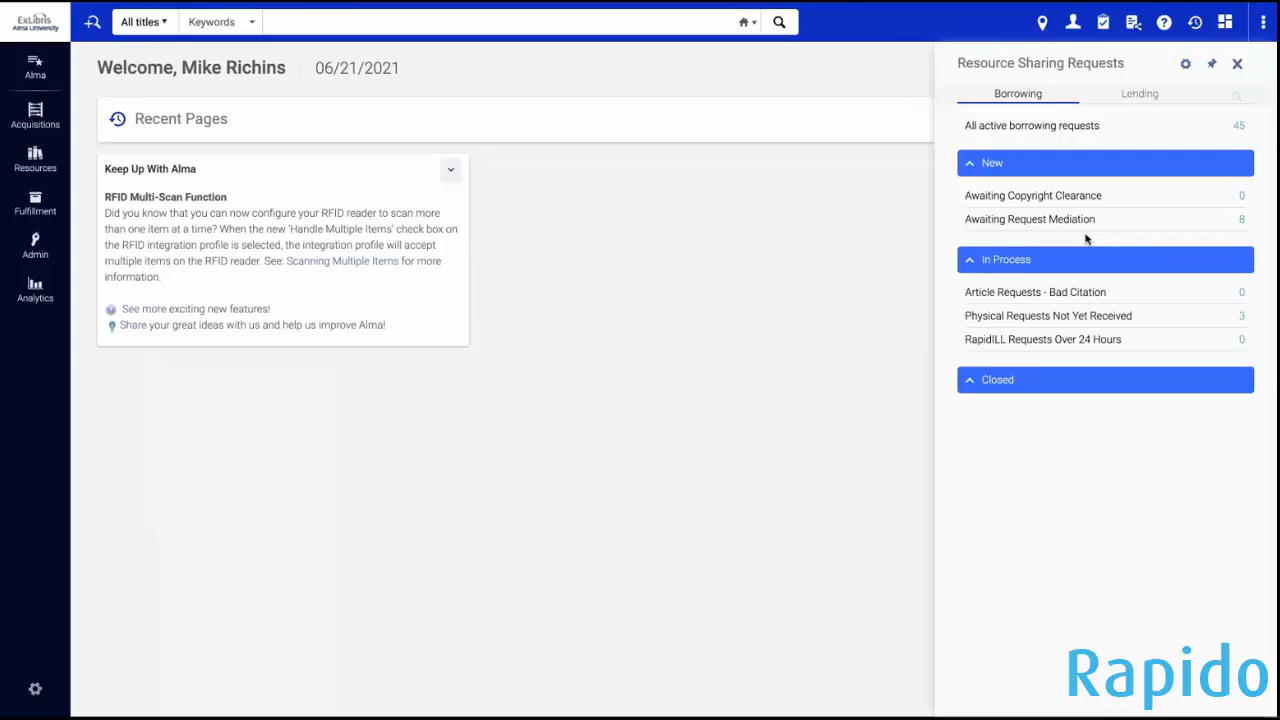 ExLibris
Alma University
All titles
Keywords
Alma
Acquisitions
Resources
Fulfillment
Admin
Analytics
Welcome, Mike Richins
06/21/2021
Recent Pages
Keep Up With Alma
RFID Multi-Scan Function
Did you know that you can now configure your RFID reader to scan more
than one item at a time? When the new 'Handle Multiple Items' check box on
the RFID integration profile is selected, the integration profile will accept
multiple items on the RFID reader. See: Scanning Multiple Items for more
information.
See more exciting new features!
Share your great ideas with us and help us improve Alma!
Resource Sharing Requests
Borrowing
Lending
All active borrowing requests 45
New
Awaiting Copyright Clearance 0
Awaiting Request Mediation 8
In Process
Article Requests - Bad Citation 0
Physical Requests Not Yet Received 3
RapidILL Requests Over 24 Hours 0
Closed
Rapido